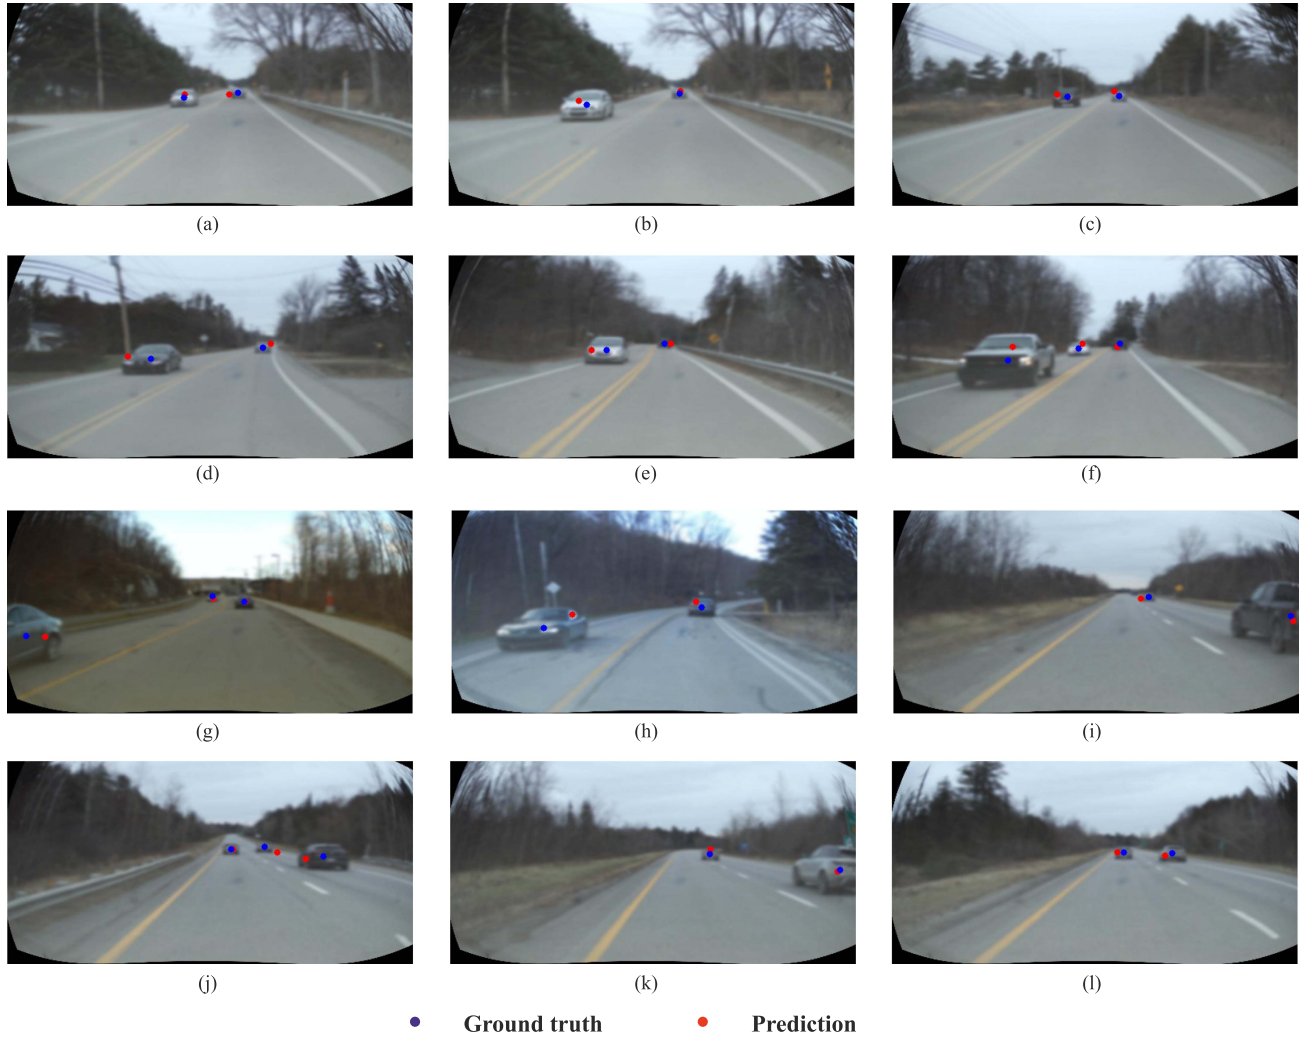 (a) (b) (c)
(d) (e) (f)
(g) (h) (i)
(j) (k) (l)
Ground truth Prediction